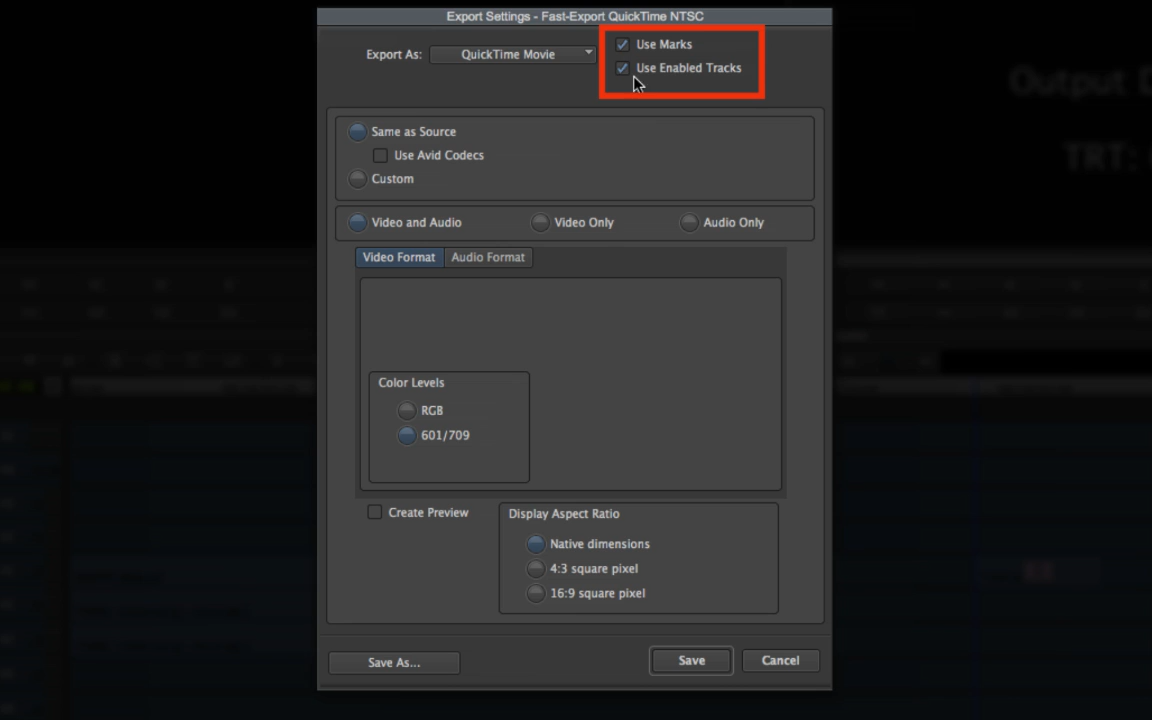 Export Settings - Fast-Export QuickTime NTSC
Export As: QuickTime Movie
Use Marks
Use Enabled Tracks
Same as Source
Use Avid Codecs
Custom
Video and Audio Video Only Audio Only
Video Format Audio Format
Color Levels
RGB
601/709
Create Preview
Display Aspect Ratio
Native dimensions
4:3 square pixel
16:9 square pixel
Save As... Save Cancel
Output D
TRT: